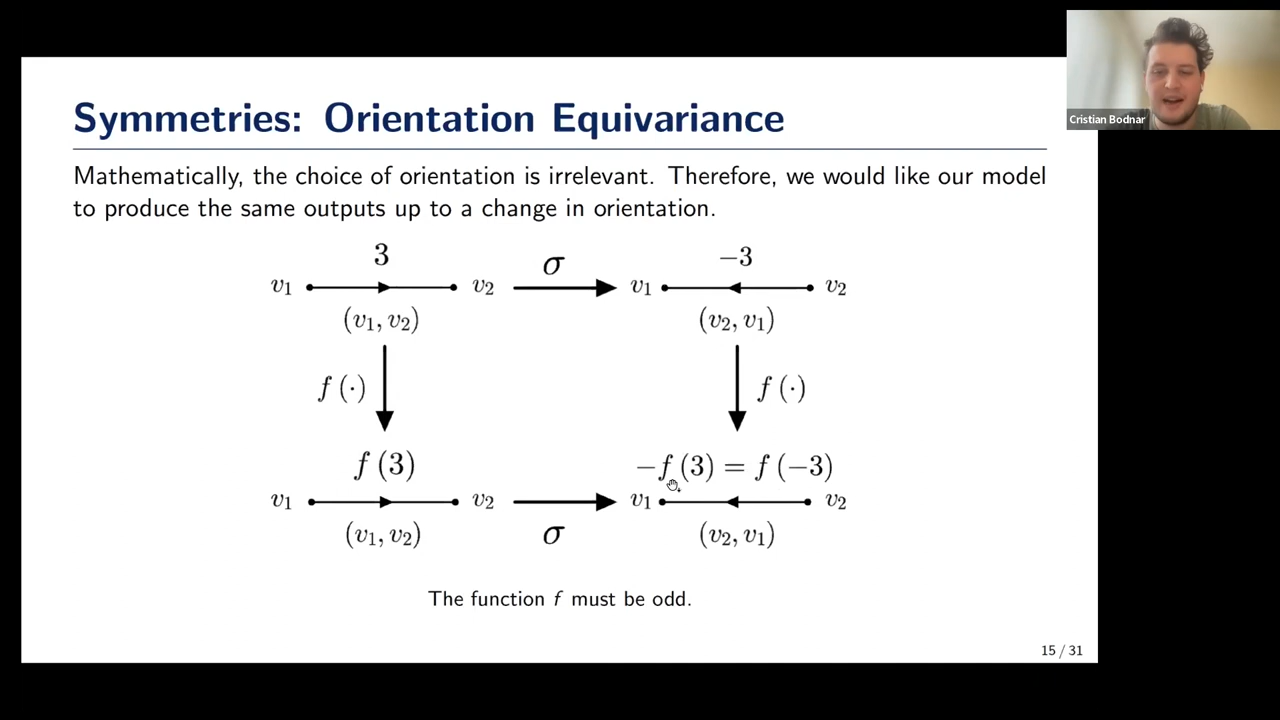 Cristian Bodnar
Symmetries: Orientation Equivariance
Mathematically, the choice of orientation is irrelevant. Therefore, we would like our model
to produce the same outputs up to a change in orientation.
3 σ −3
v₁ v₂ v₁ v₂
(v₁, v₂) (v₂, v₁)
f (·) f (·)
f (3) −f (3) = f (−3)
v₁ v₂ v₁ v₂
(v₁, v₂) σ (v₂, v₁)
The function f must be odd.
15 / 31